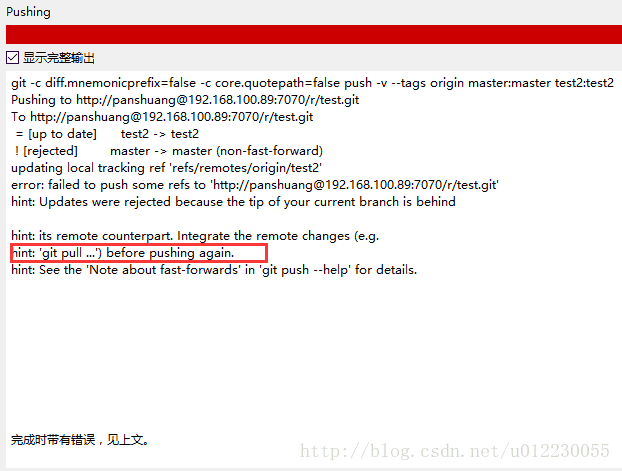 Pushing
显示完整输出
git -c diff.mnemonicprefix=false -c core.quotepath=false push -v --tags origin master:master test2:test2
Pushing to http://panshuang@192.168.100.89:7070/r/test.git
To http://panshuang@192.168.100.89:7070/r/test.git
= [up to date]      test2 -> test2
! [rejected]        master -> master (non-fast-forward)
updating local tracking ref 'refs/remotes/origin/test2'
error: failed to push some refs to 'http://panshuang@192.168.100.89:7070/r/test.git'
hint: Updates were rejected because the tip of your current branch is behind
hint: its remote counterpart. Integrate the remote changes (e.g.
hint: 'git pull ...') before pushing again.
hint: See the 'Note about fast-forwards' in 'git push --help' for details.
完成时带有错误，见上文。
http://blog.csdn.net/u012230055